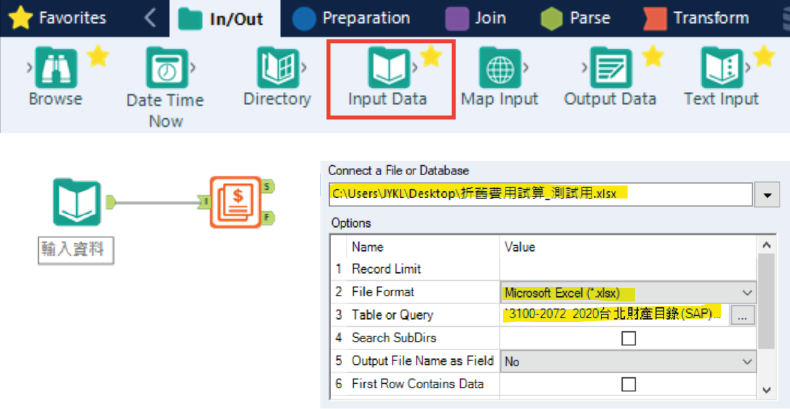 Favorites
In/Out
Preparation
Join
Parse
Transform
Browse
Date Time Now
Directory
Input Data
Map Input
Output Data
Text Input
輸入資料
$
I
S
F
Connect a File or Database
C:\Users\JYKL\Desktop\折舊費用試算_測試用.xlsx
Options
Name Value
1 Record Limit
2 File Format Microsoft Excel (*.xlsx)
3 Table or Query `3100-2072_2020台北財產目錄(SAP)... ...
4 Search SubDirs
5 Output File Name as Field No
6 First Row Contains Data